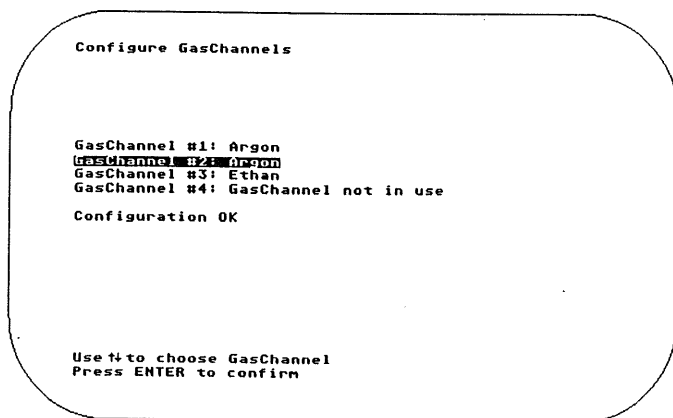 Configure GasChannels
GasChannel #1: Argon
GasChannel #2: Argon
GasChannel #3: Ethan
GasChannel #4: GasChannel not in use
Configuration OK
Use ↑↓ to choose GasChannel
Press ENTER to confirm